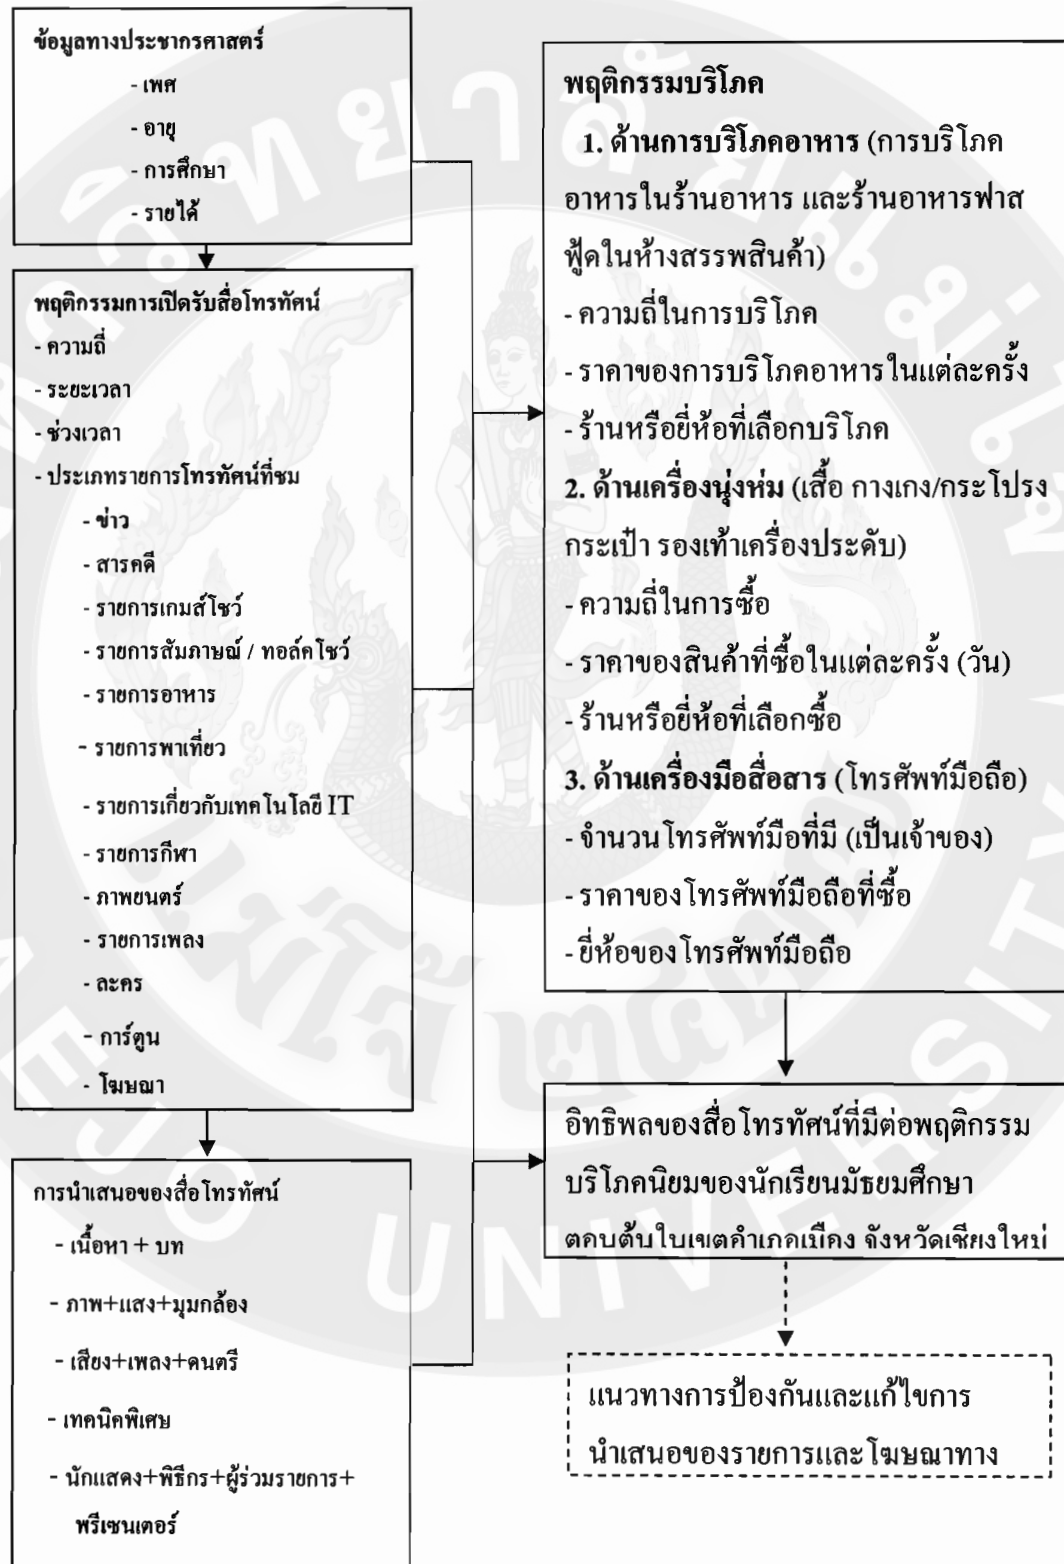 ข้อมูลทางประชากรศาสตร์
- เพศ
- อายุ
- การศึกษา
- รายได้
พฤติกรรมการเปิดรับสื่อโทรทัศน์
- ความถี่
- ระยะเวลา
- ช่วงเวลา
- ประเภทรายการโทรทัศน์ที่ชม
- ข่าว
- สารคดี
- รายการเกมส์โชว์
- รายการสัมภาษณ์ / ทอล์คโชว์
- รายการอาหาร
- รายการพาเที่ยว
- รายการเกี่ยวกับเทคโนโลยี IT
- รายการกีฬา
- ภาพยนตร์
- รายการเพลง
- ละคร
- การ์ตูน
- โฆษณา
การนำเสนอของสื่อโทรทัศน์
- เนื้อหา + บท
- ภาพ+แสง+มุมกล้อง
- เสียง+เพลง+ดนตรี
- เทคนิคพิเศษ
- นักแสดง+พิธีกร+ผู้ร่วมรายการ+
พรีเซนเตอร์
พฤติกรรมบริโภค
1. ด้านการบริโภคอาหาร (การบริโภค
อาหารในร้านอาหาร และร้านอาหารฟาส
ฟู้ดในห้างสรรพสินค้า)
- ความถี่ในการบริโภค
- ราคาของการบริโภคอาหารในแต่ละครั้ง
- ร้านหรือยี่ห้อที่เลือกบริโภค
2. ด้านเครื่องนุ่งห่ม (เสื้อ กางเกง/กระโปรง
กระเป๋า รองเท้าเครื่องประดับ)
- ความถี่ในการซื้อ
- ราคาของสินค้าที่ซื้อในแต่ละครั้ง (วัน)
- ร้านหรือยี่ห้อที่เลือกซื้อ
3. ด้านเครื่องมือสื่อสาร (โทรศัพท์มือถือ)
- จำนวนโทรศัพท์มือที่มี (เป็นเจ้าของ)
- ราคาของโทรศัพท์มือถือที่ซื้อ
- ยี่ห้อของโทรศัพท์มือถือ
อิทธิพลของสื่อโทรทัศน์ที่มีต่อพฤติกรรม
บริโภคนิยมของนักเรียนมัธยมศึกษา
ตอนต้นในเขตอำเภอเมือง จังหวัดเชียงใหม่
แนวทางการป้องกันและแก้ไขการ
นำเสนอของรายการและโฆษณาทาง
แม่โจ้ ๒๔๗๗
UNIVERSITY